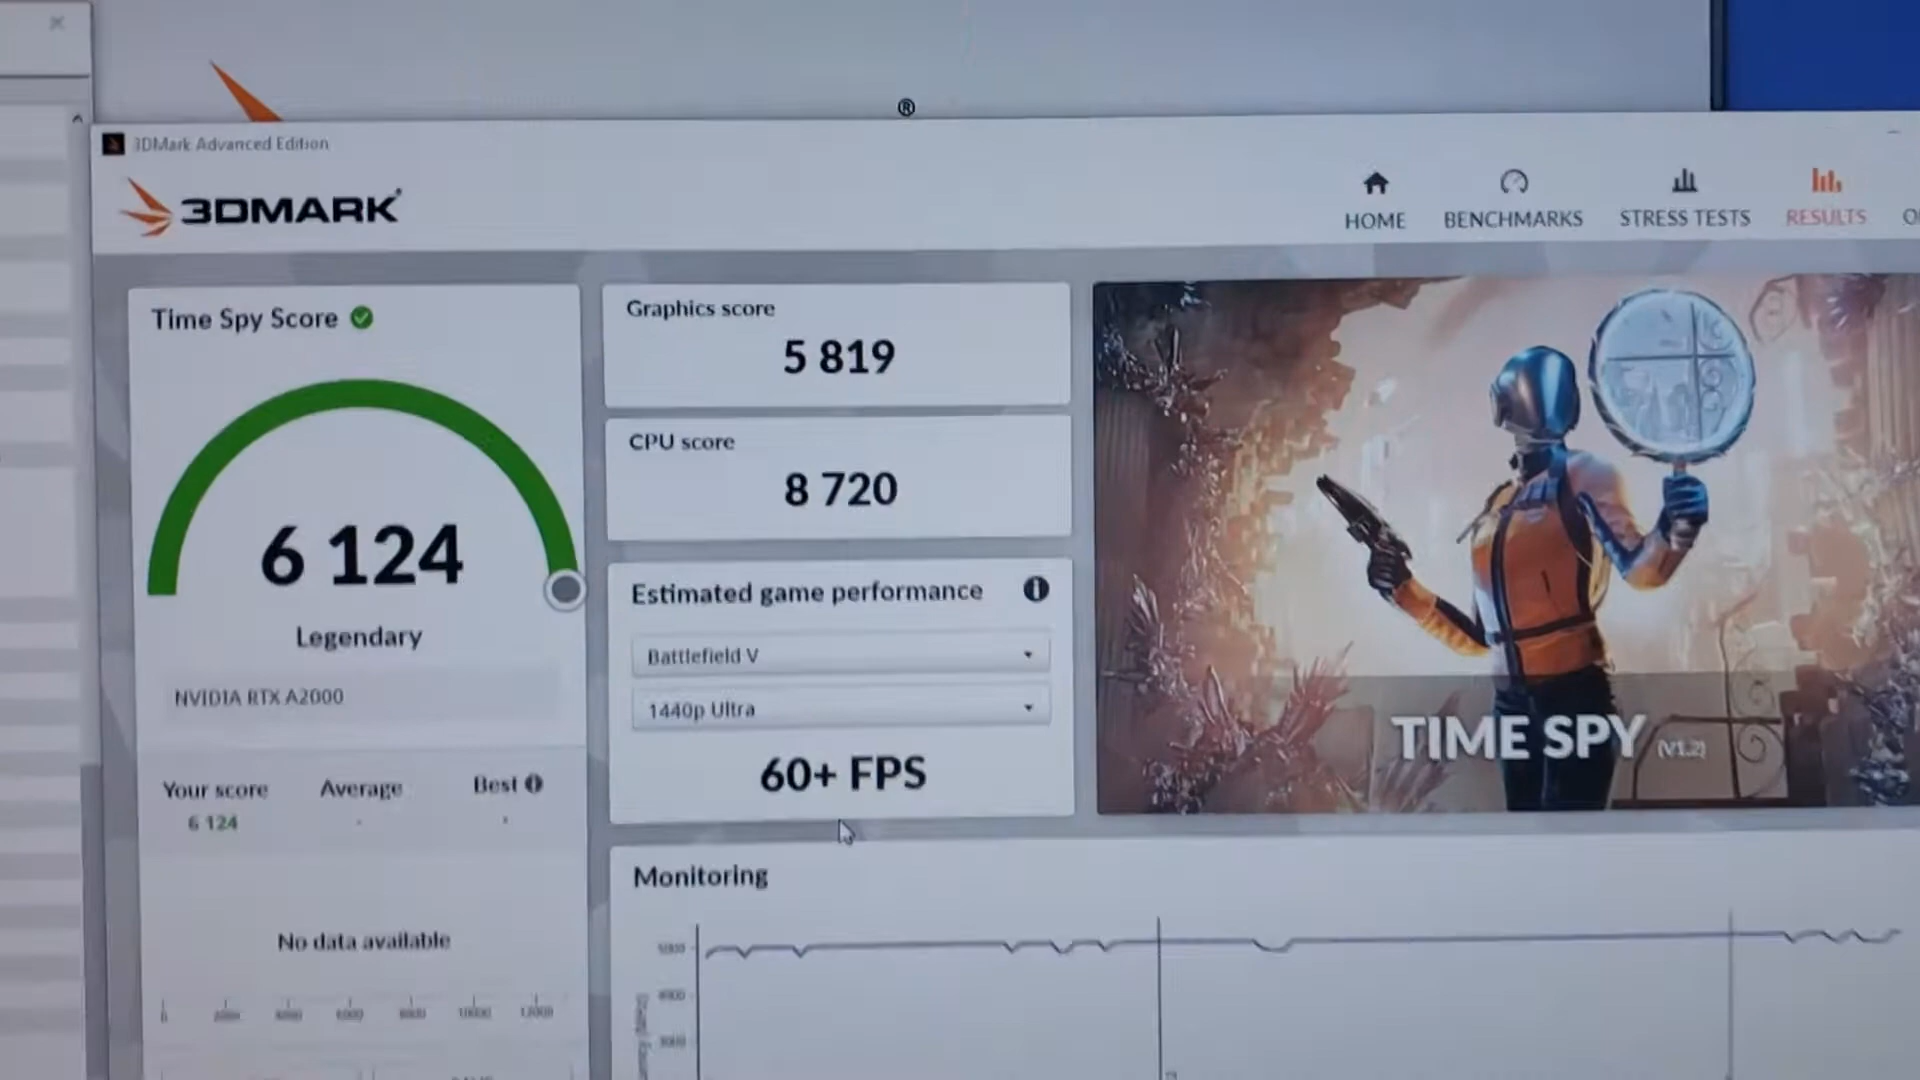 ®
3DMark Advanced Edition
3DMARK®
HOME
BENCHMARKS
STRESS TESTS
RESULTS
Time Spy Score
6 124
Legendary
NVIDIA RTX A2000
Your score
Average
Best
6 124
-
-
No data available
Graphics score
5 819
CPU score
8 720
Estimated game performance
Battlefield V
1440p Ultra
60+ FPS
TIME SPY (V1.2)
Monitoring